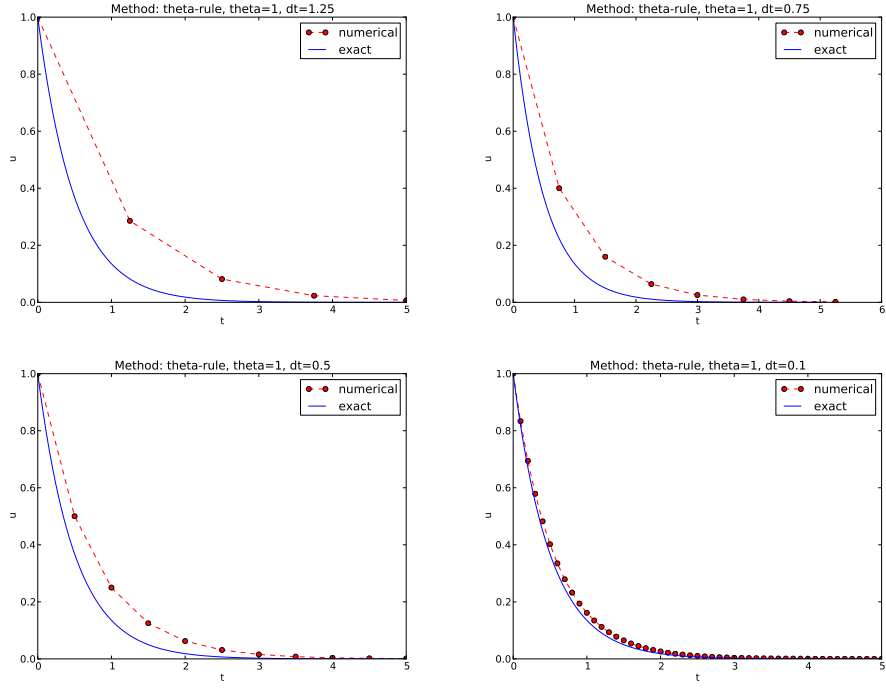 Method: theta-rule, theta=1, dt=1.25
1.0
0.8
0.6
0.4
0.2
0.0
u
numerical
exact
0 1 2 3 4 5
t
Method: theta-rule, theta=1, dt=0.75
1.0
0.8
0.6
0.4
0.2
0.0
u
numerical
exact
0 1 2 3 4 5 6
t
Method: theta-rule, theta=1, dt=0.5
1.0
0.8
0.6
0.4
0.2
0.0
u
numerical
exact
0 1 2 3 4 5
t
Method: theta-rule, theta=1, dt=0.1
1.0
0.8
0.6
0.4
0.2
0.0
u
numerical
exact
0 1 2 3 4 5
t